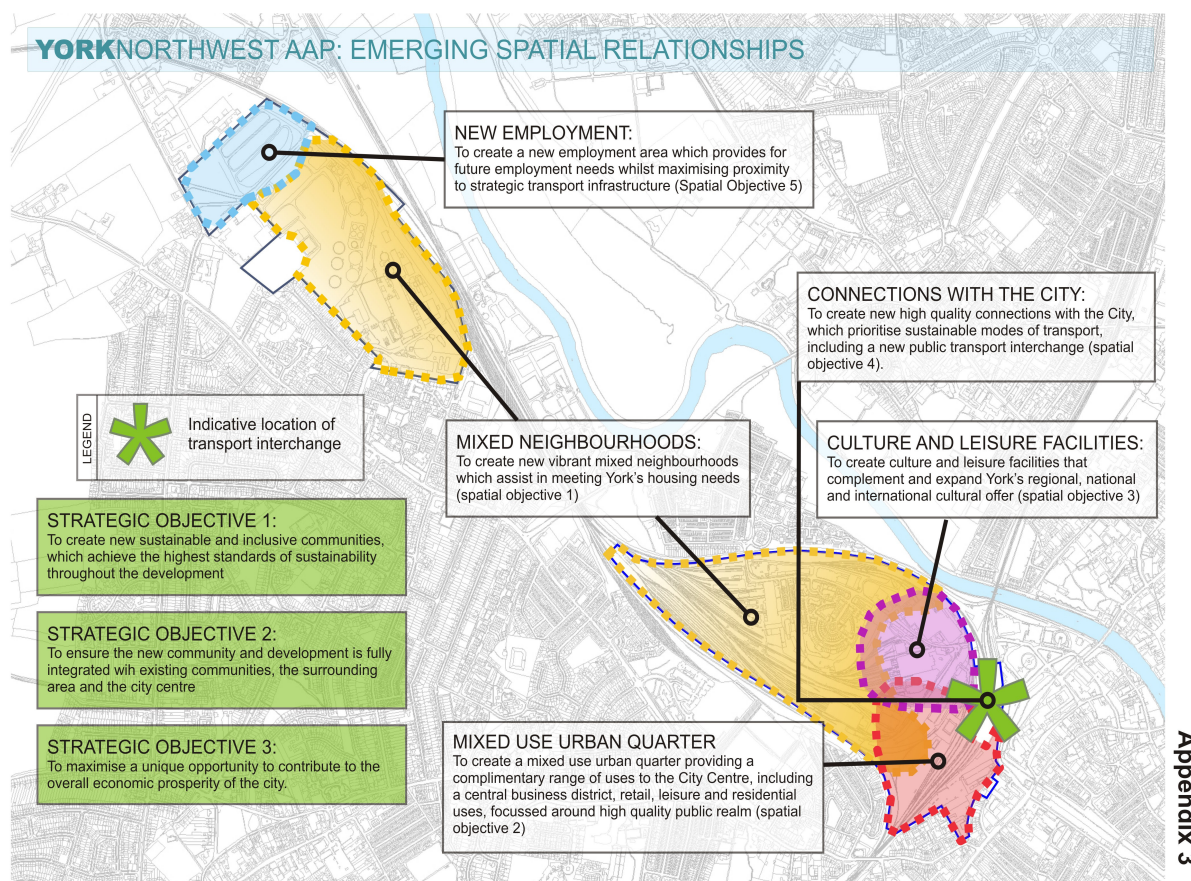 YORKNORTHWEST AAP: EMERGING SPATIAL RELATIONSHIPS
NEW EMPLOYMENT:
To create a new employment area which provides for
future employment needs whilst maximising proximity
to strategic transport infrastructure (Spatial Objective 5)
CONNECTIONS WITH THE CITY:
To create new high quality connections with the City,
which prioritise sustainable modes of transport,
including a new public transport interchange (spatial
objective 4).
LEGEND
Indicative location of
transport interchange
MIXED NEIGHBOURHOODS:
To create new vibrant mixed neighbourhoods
which assist in meeting York's housing needs
(spatial objective 1)
CULTURE AND LEISURE FACILITIES:
To create culture and leisure facilities that
complement and expand York's regional, national
and international cultural offer (spatial objective 3)
STRATEGIC OBJECTIVE 1:
To create new sustainable and inclusive communities,
which achieve the highest standards of sustainability
throughout the development
STRATEGIC OBJECTIVE 2:
To ensure the new community and development is fully
integrated wih existing communities, the surrounding
area and the city centre
STRATEGIC OBJECTIVE 3:
To maximise a unique opportunity to contribute to the
overall economic prosperity of the city.
MIXED USE URBAN QUARTER
To create a mixed use urban quarter providing a
complimentary range of uses to the City Centre, including
a central business district, retail, leisure and residential
uses, focussed around high quality public realm (spatial
objective 2)
Appendix 3